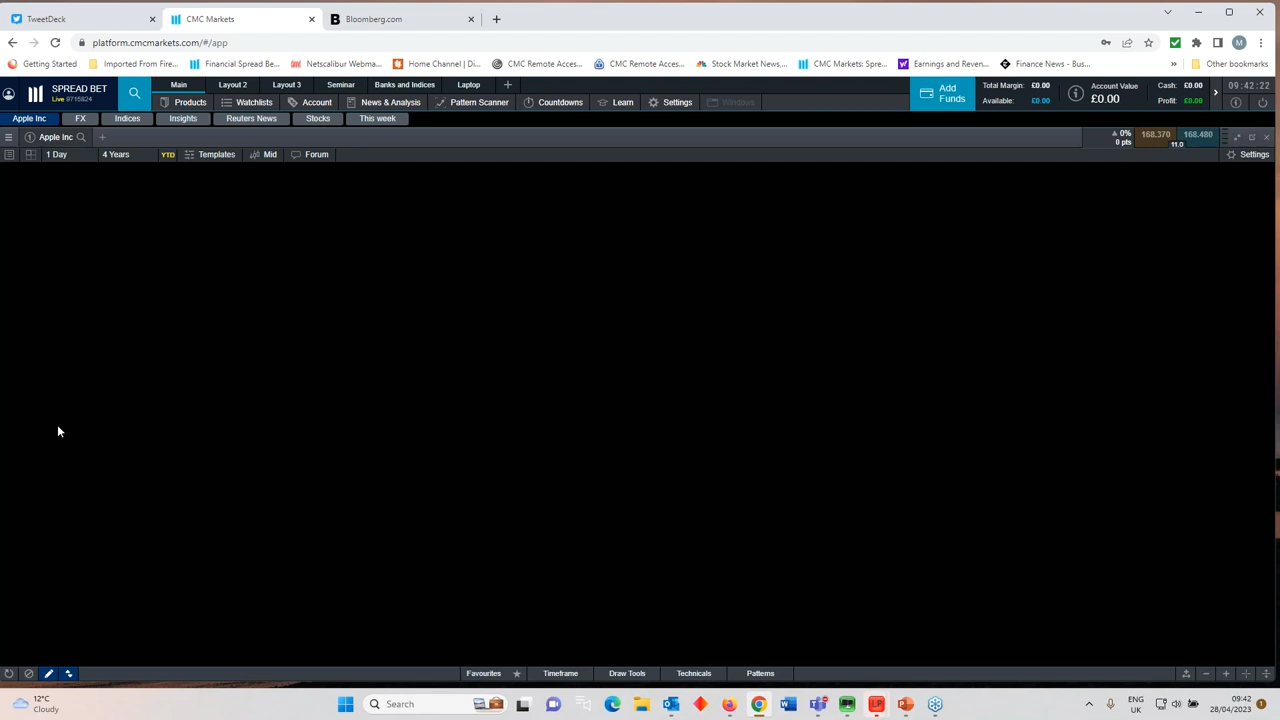 TweetDeck
CMC Markets
Bloomberg.com
platform.cmcmarkets.com/#/app
M
Getting Started
Imported From Fire...
Financial Spread Be...
Netscalibur Webma...
Home Channel | Di...
CMC Remote Acces...
CMC Remote Acces...
Stock Market News,...
CMC Markets: Spre...
Earnings and Reven...
Finance News - Bus...
»
Other bookmarks
SPREAD BET
Live 9715824
Main
Layout 2
Layout 3
Seminar
Banks and Indices
Laptop
Products
Watchlists
Account
News & Analysis
Pattern Scanner
Countdowns
Learn
Settings
Windows
Add
Funds
Total Margin: £0.00
Available: £0.00
Account Value
£0.00
Cash: £0.00
Profit: £0.00
09:42:22
Apple Inc
FX
Indices
Insights
Reuters News
Stocks
This week
1 Apple Inc
0%
0 pts
168.370
11.0
168.480
1 Day
4 Years
YTD
Templates
Mid
Forum
Settings
Favourites
Timeframe
Draw Tools
Technicals
Patterns
12°C
Cloudy
Search
ENG
UK
09:42
28/04/2023